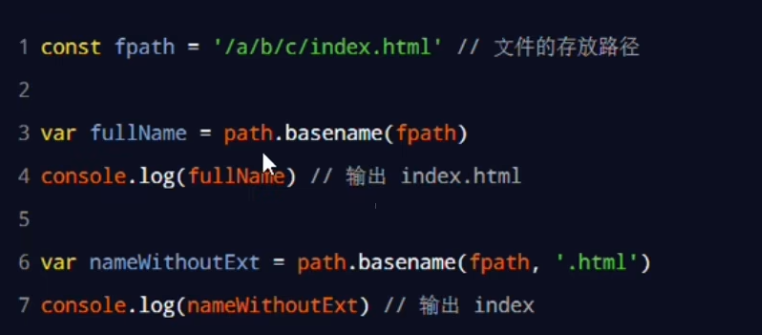 1 const fpath = '/a/b/c/index.html' // 文件的存放路径
2
3 var fullName = path.basename(fpath)
4 console.log(fullName) // 输出 index.html
5
6 var nameWithoutExt = path.basename(fpath, '.html')
7 console.log(nameWithoutExt) // 输出 index